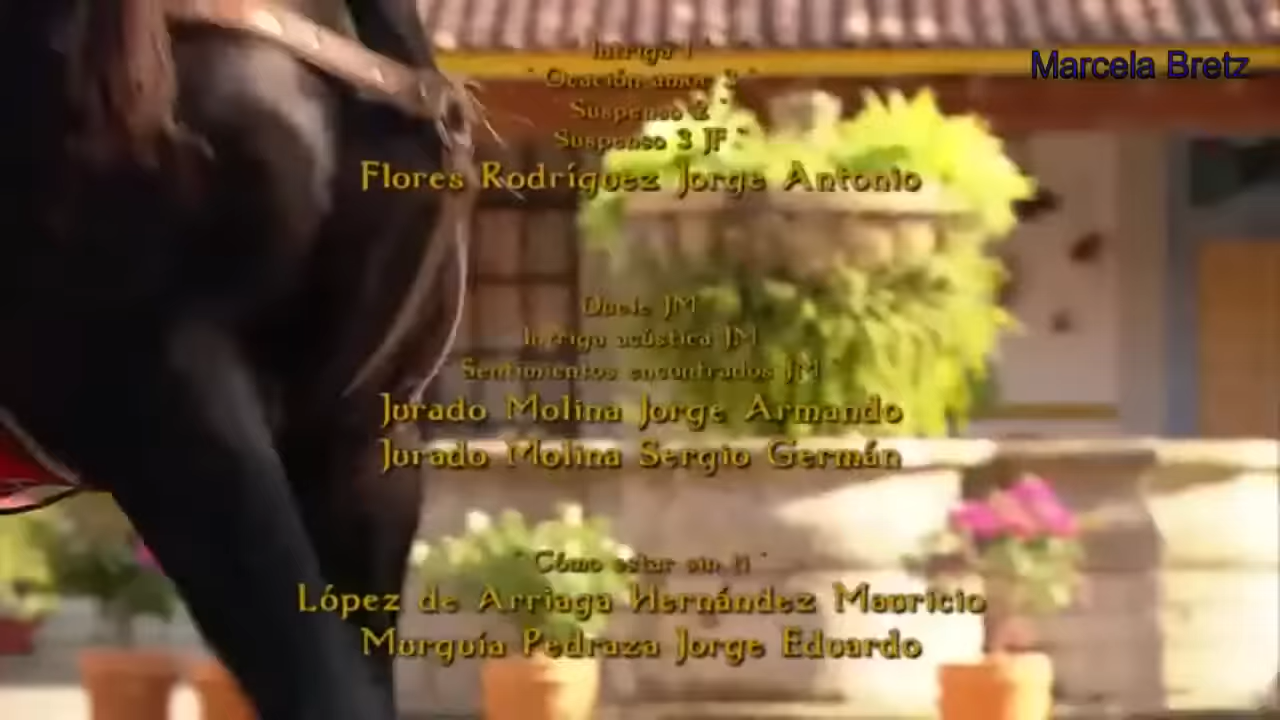 " Intriga 1 "
Marcela Bretz
" Oración amor 2 "
" Suspenso 2 "
" Suspenso 3 JF "
Flores Rodríguez Jorge Antonio
" Duele JM "
" Intriga acústica JM "
" Sentimientos encontrados JM "
Jurado Molina Jorge Armando
Jurado Molina Sergio Germán
" Cómo estar sin ti "
López de Arriaga Hernández Mauricio
Murguía Pedraza Jorge Eduardo